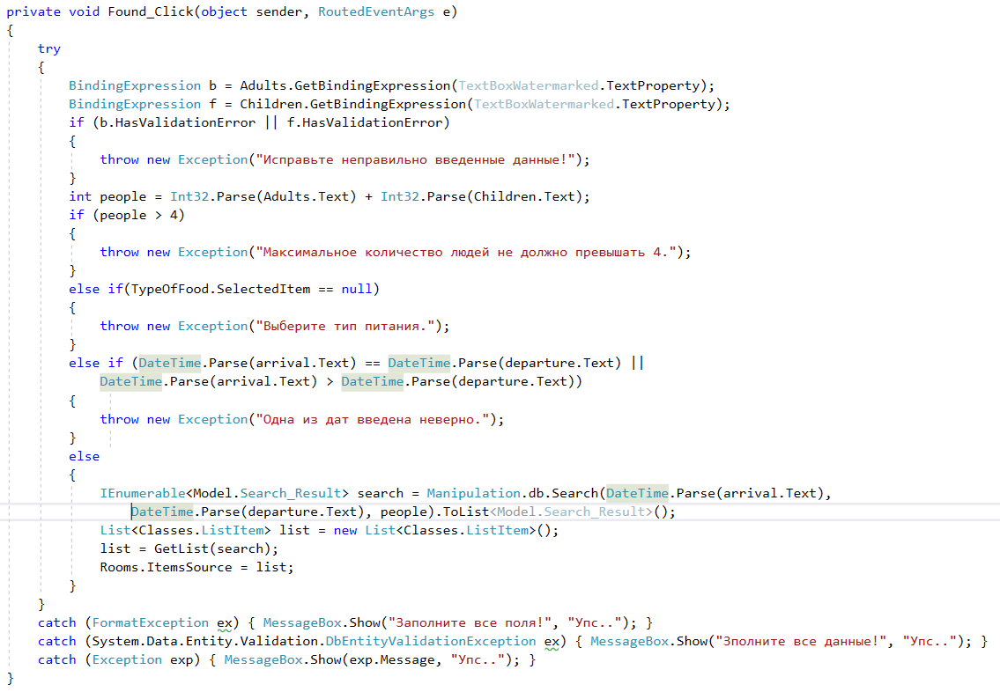 private void Found_Click(object sender, RoutedEventArgs e)
{
try
{
BindingExpression b = Adults.GetBindingExpression(TextBoxWatermarked.TextProperty);
BindingExpression f = Children.GetBindingExpression(TextBoxWatermarked.TextProperty);
if (b.HasValidationError || f.HasValidationError)
{
throw new Exception("Исправьте неправильно введенные данные!");
}
int people = Int32.Parse(Adults.Text) + Int32.Parse(Children.Text);
if (people > 4)
{
throw new Exception("Максимальное количество людей не должно превышать 4.");
}
else if(TypeOfFood.SelectedItem == null)
{
throw new Exception("Выберите тип питания.");
}
else if (DateTime.Parse(arrival.Text) == DateTime.Parse(departure.Text) ||
DateTime.Parse(arrival.Text) > DateTime.Parse(departure.Text))
{
throw new Exception("Одна из дат введена неверно.");
}
else
{
IEnumerable<Model.Search_Result> search = Manipulation.db.Search(DateTime.Parse(arrival.Text),
DateTime.Parse(departure.Text), people).ToList<Model.Search_Result>();
List<Classes.ListItem> list = new List<Classes.ListItem>();
list = GetList(search);
Rooms.ItemsSource = list;
}
}
catch (FormatException ex) { MessageBox.Show("Заполните все поля!", "Упс.."); }
catch (System.Data.Entity.Validation.DbEntityValidationException ex) { MessageBox.Show("Зполните все данные!", "Упс.."); }
catch (Exception exp) { MessageBox.Show(exp.Message, "Упс.."); }
}